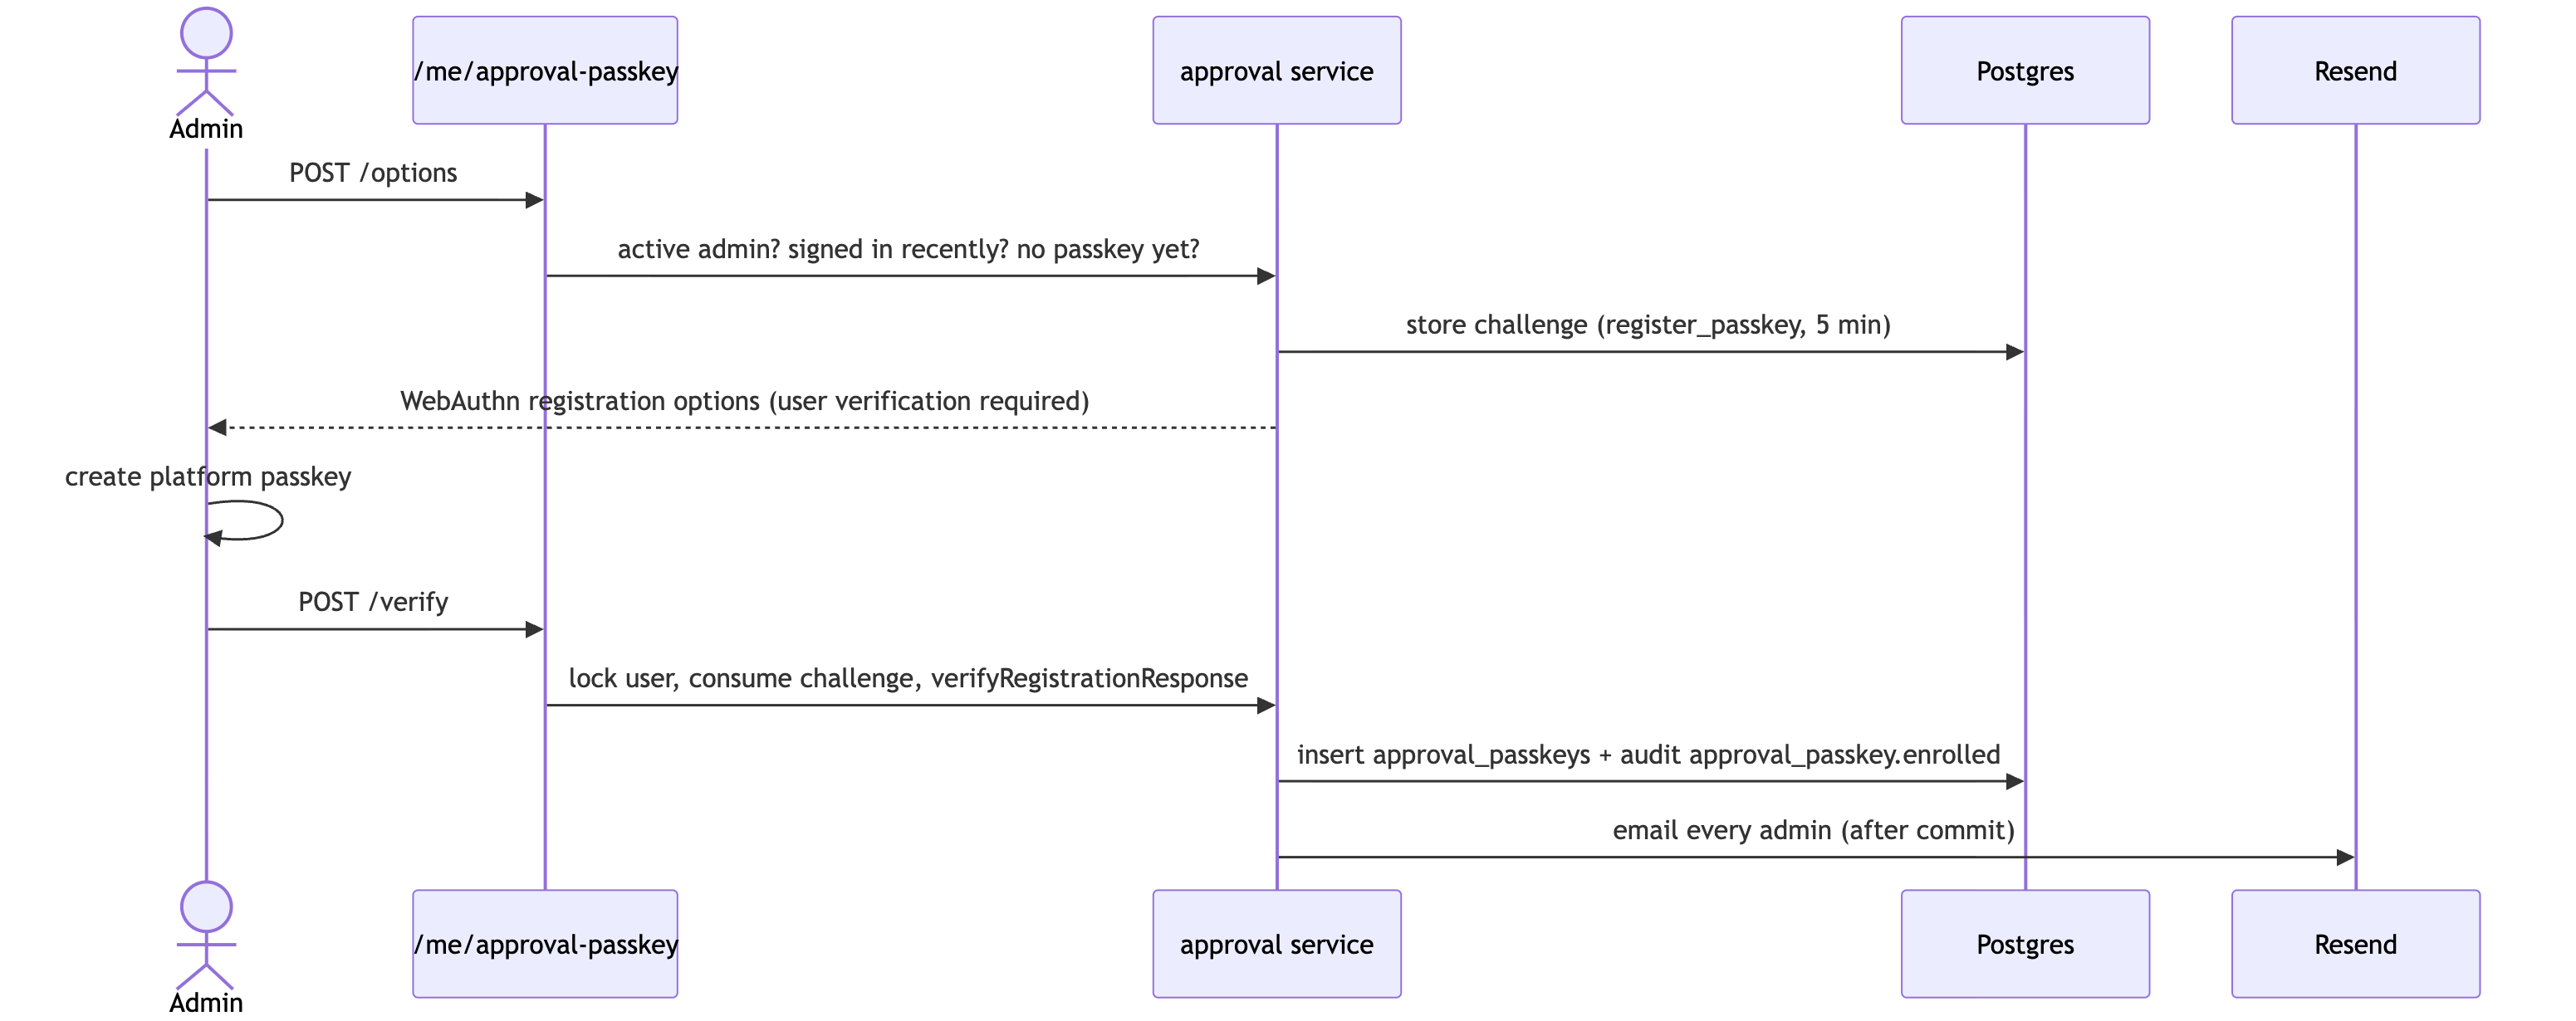 /me/approval-passkey
approval service
Postgres
Resend
Admin
POST /options
active admin? signed in recently? no passkey yet?
store challenge (register_passkey, 5 min)
WebAuthn registration options (user verification required)
create platform passkey
POST /verify
lock user, consume challenge, verifyRegistrationResponse
insert approval_passkeys + audit approval_passkey.enrolled
email every admin (after commit)
/me/approval-passkey
approval service
Postgres
Resend
Admin